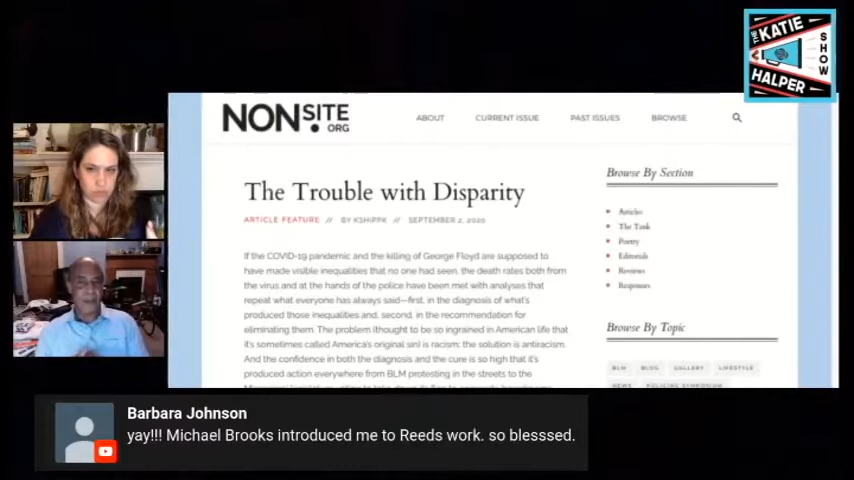 THE
KATIE
HALPER
SHOW
NONSITE
.ORG
ABOUT
CURRENT ISSUE
PAST ISSUES
BROWSE
The Trouble with Disparity
ARTICLE FEATURE // BY KSHIPPK // SEPTEMBER 2, 2020
If the COVID-19 pandemic and the killing of George Floyd are supposed to
have made visible inequalities that no one had seen, the death rates both from
the virus and at the hands of the police have been met with analyses that
repeat what everyone has always said—first, in the diagnosis of what's
produced those inequalities and, second, in the recommendation for
eliminating them. The problem (thought to be so ingrained in American life that
it's sometimes called America's original sin) is racism; the solution is antiracism.
And the confidence in both the diagnosis and the cure is so high that it's
produced action everywhere from BLM protesting in the streets to the
Browse By Section
Articles
The Tank
Poetry
Editorials
Reviews
Responses
Browse By Topic
BLM BLOG GALLERY LIFESTYLE
NEWS POLICING SYMPOSIUM
Barbara Johnson
yay!!! Michael Brooks introduced me to Reeds work. so blesssed.